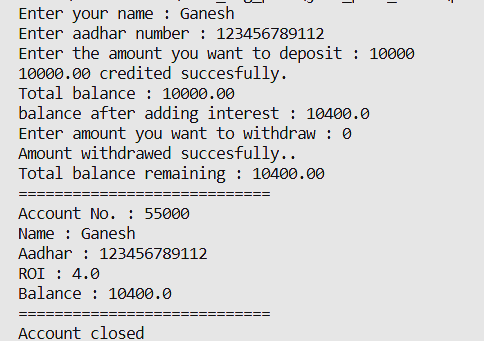 Enter your name : Ganesh
Enter aadhar number : 123456789112
Enter the amount you want to deposit : 10000
10000.00 credited succesfully.
Total balance : 10000.00
balance after adding interest : 10400.0
Enter amount you want to withdraw : 0
Amount withdrawed succesfully..
Total balance remaining : 10400.00
============================
Account No. : 55000
Name : Ganesh
Aadhar : 123456789112
ROI : 4.0
Balance : 10400.0
============================
Account closed